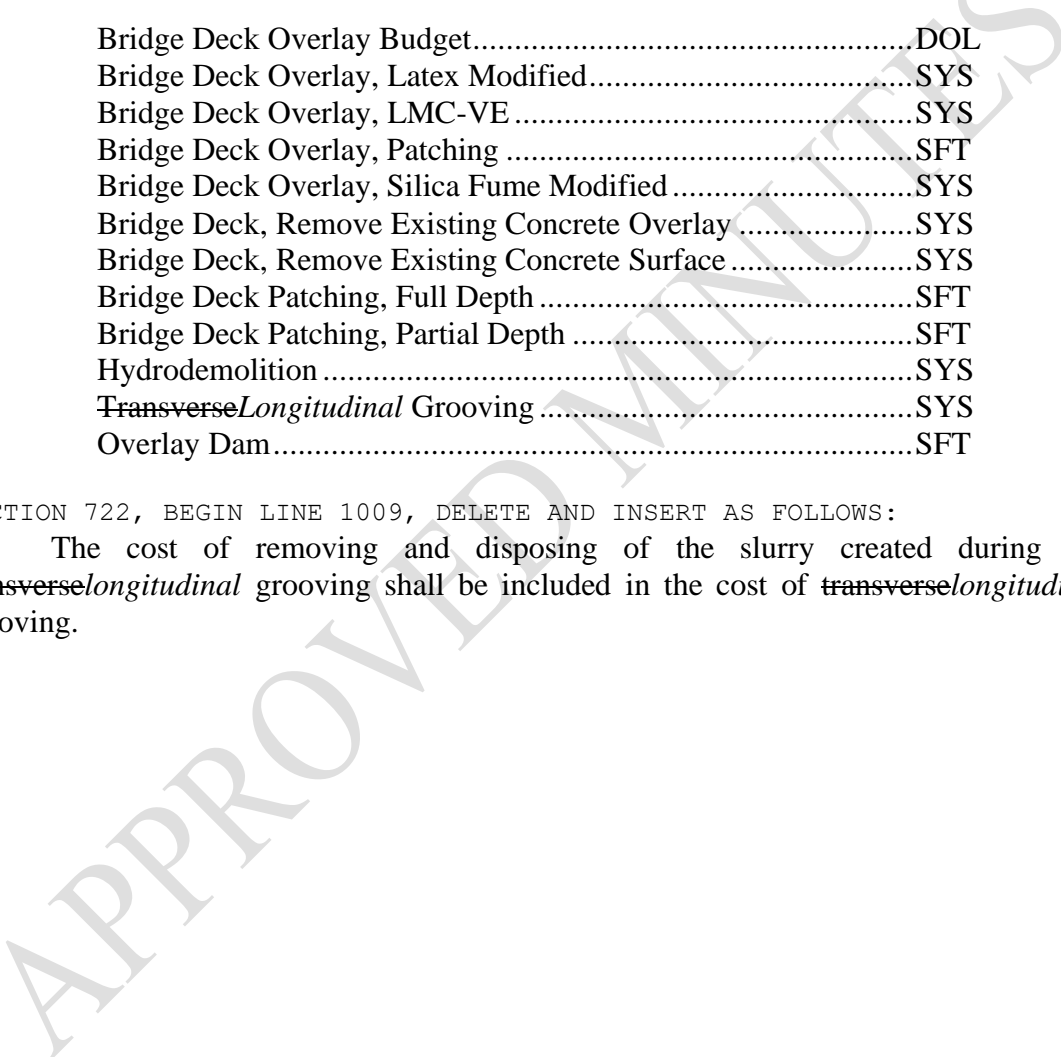 Bridge Deck Overlay Budget.....................................................DOL
Bridge Deck Overlay, Latex Modified.......................................SYS
Bridge Deck Overlay, LMC-VE................................................SYS
Bridge Deck Overlay, Patching .................................................SFT
Bridge Deck Overlay, Silica Fume Modified.............................SYS
Bridge Deck, Remove Existing Concrete Overlay .....................SYS
Bridge Deck, Remove Existing Concrete Surface......................SYS
Bridge Deck Patching, Full Depth.............................................SFT
Bridge Deck Patching, Partial Depth .........................................SFT
Hydrodemolition........................................................................SYS
TransverseLongitudinal Grooving.............................................SYS
Overlay Dam..............................................................................SFT
CTION 722, BEGIN LINE 1009, DELETE AND INSERT AS FOLLOWS:
The cost of removing and disposing of the slurry created during
nsverselongitudinal grooving shall be included in the cost of transverselongitudi
oving.
APPROVED MINUTES